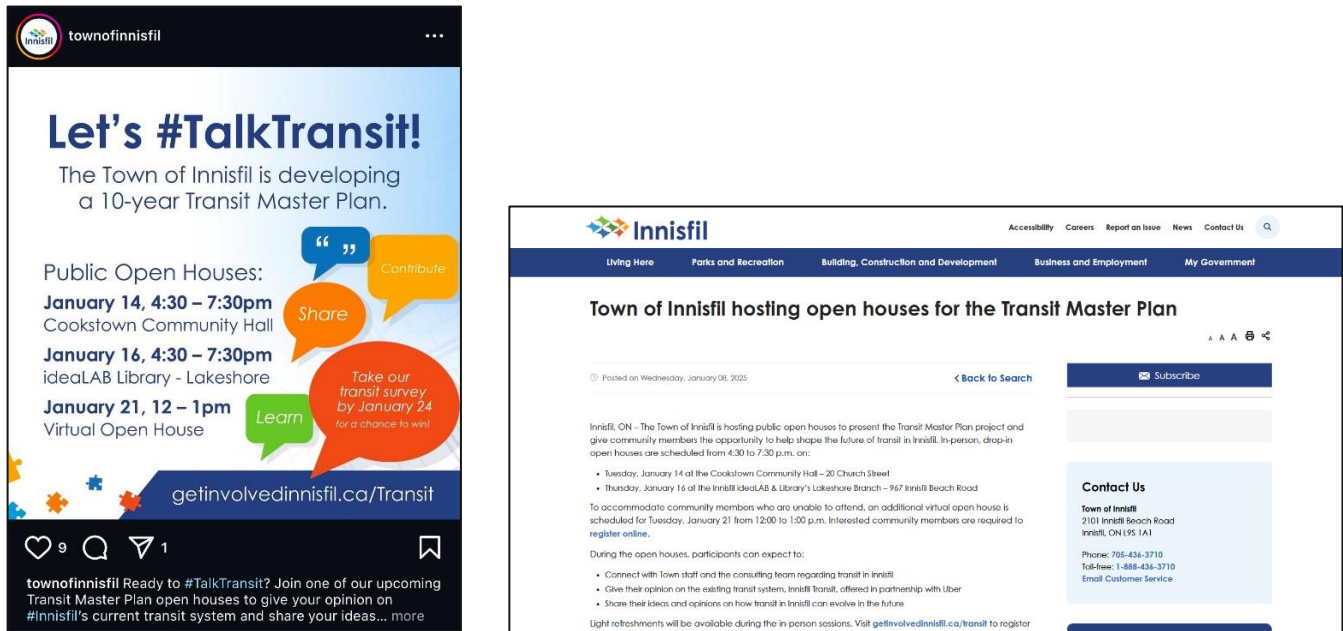 Innisfil
townofinnisfil
Let's #TalkTransit!
The Town of Innisfil is developing
a 10-year Transit Master Plan.
“ ”
Contribute
Public Open Houses:
January 14, 4:30 – 7:30pm
Cookstown Community Hall
Share
January 16, 4:30 – 7:30pm
ideaLAB Library - Lakeshore
January 21, 12 – 1pm
Virtual Open House
Learn
Take our
transit survey
by January 24
for a chance to win!
getinvolvedinnisfil.ca/Transit
9
1
townofinnisfil Ready to #TalkTransit? Join one of our upcoming
Transit Master Plan open houses to give your opinion on
#Innisfil's current transit system and share your ideas... more
Innisfil
Accessibility Careers Report an Issue News Contact Us
Living Here Parks and Recreation Building, Construction and Development Business and Employment My Government
Town of Innisfil hosting open houses for the Transit Master Plan
A A A
Posted on Wednesday, January 08, 2025
< Back to Search
Subscribe
Innisfil, ON – The Town of Innisfil is hosting public open houses to present the Transit Master Plan project and
give community members the opportunity to help shape the future of transit in Innisfil. In-person, drop-in
open houses are scheduled from 4:30 to 7:30 p.m. on:
• Tuesday, January 14 at the Cookstown Community Hall – 20 Church Street
• Thursday, January 16 at the Innisfil ideaLAB & Library's Lakeshore Branch – 967 Innisfil Beach Road
To accommodate community members who are unable to attend, an additional virtual open house is
scheduled for Tuesday, January 21 from 12:00 to 1:00 p.m. Interested community members are required to
register online.
During the open houses, participants can expect to:
• Connect with Town staff and the consulting team regarding transit in Innisfil
• Give their opinion on the existing transit system, Innisfil Transit, offered in partnership with Uber
• Share their ideas and opinions on how transit in Innisfil can evolve in the future
Light refreshments will be available during the in-person sessions. Visit getinvolvedinnisfil.ca/transit to register
Contact Us
Town of Innisfil
2101 Innisfil Beach Road
Innisfil, ON L9S 1A1
Phone: 705-436-3710
Toll-free: 1-888-436-3710
Email Customer Service